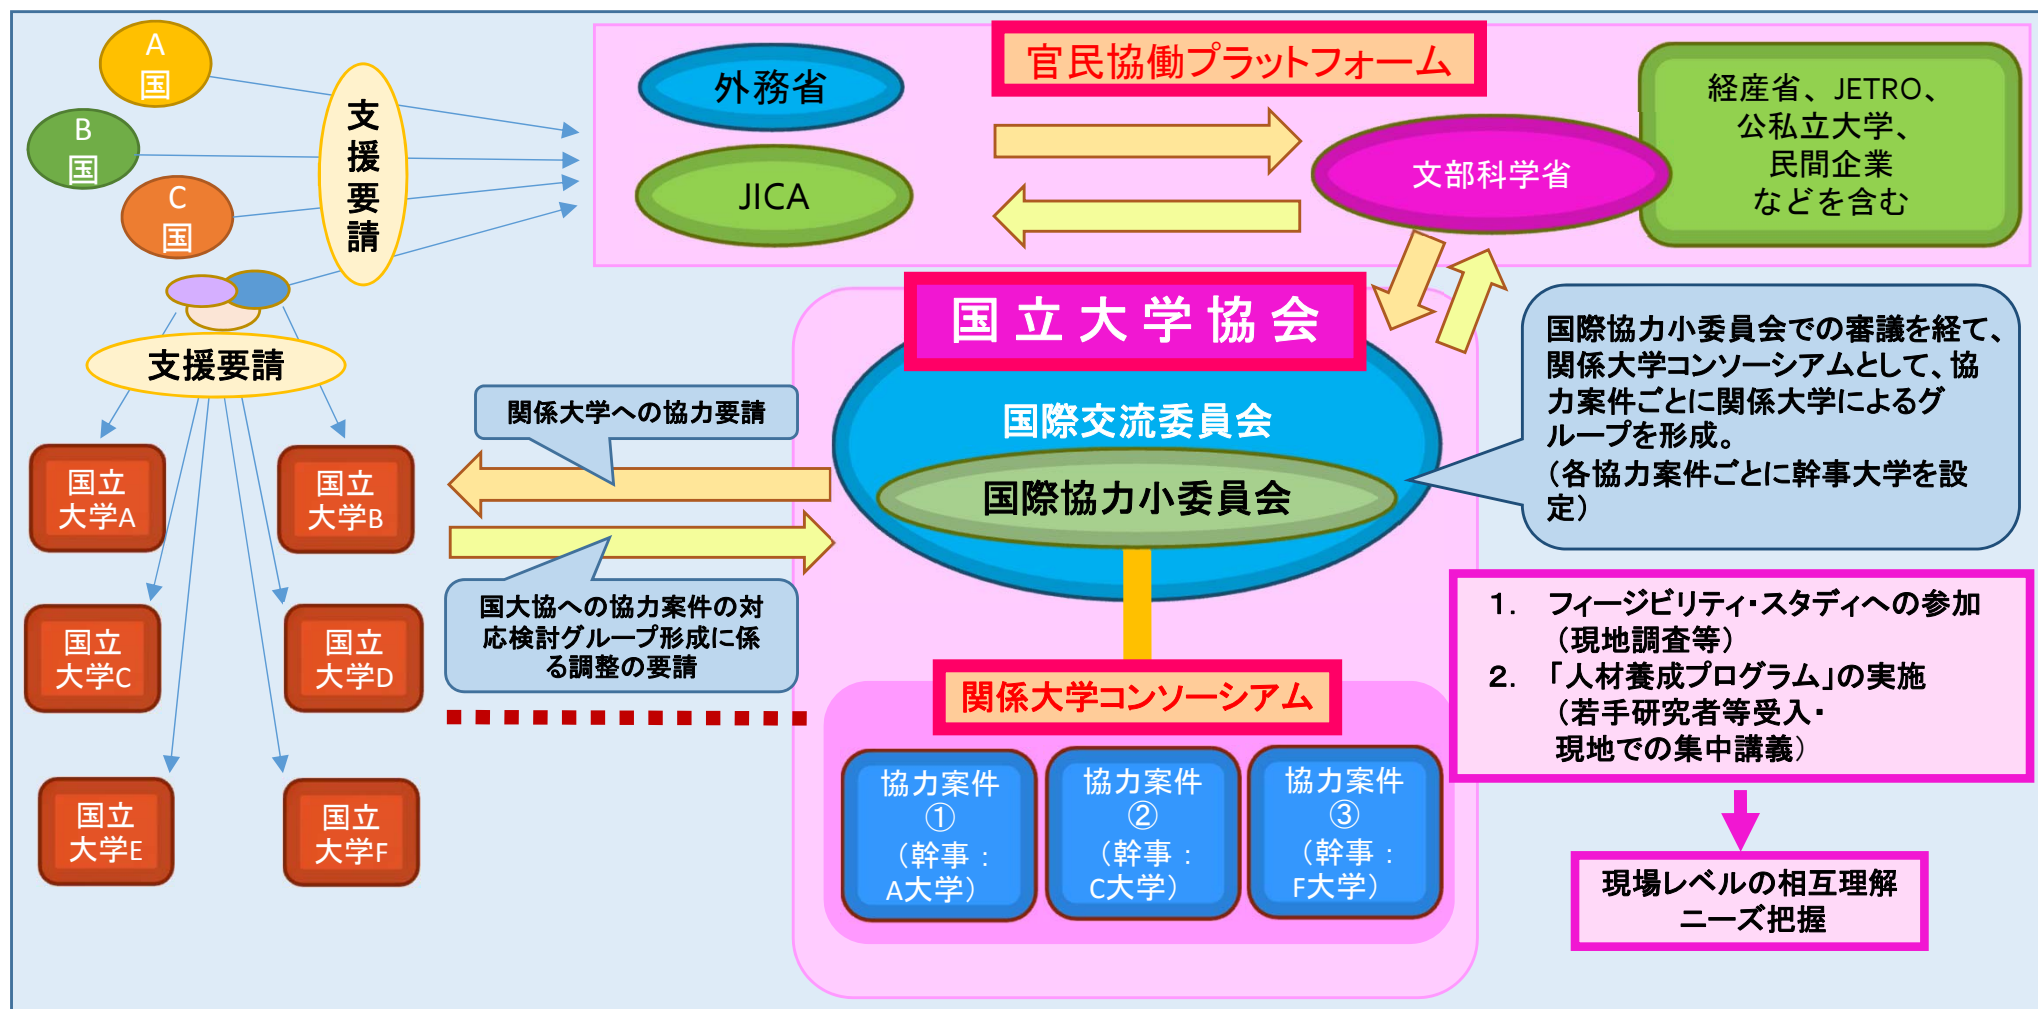 A
国
B
国
C
国
支
援
要
請
官民協働プラットフォーム
外務省
JICA
文部科学省
経産省、JETRO、
公私立大学、
民間企業
などを含む
支援要請
国立
大学A
国立
大学B
国立
大学C
国立
大学D
国立
大学E
国立
大学F
関係大学への協力要請
国大協への協力案件の対
応検討グループ形成に係
る調整の要請
国立大学協会
国際交流委員会
国際協力小委員会
国際協力小委員会での審議を経て、
関係大学コンソーシアムとして、協
力案件ごとに関係大学によるグ
ループを形成。
（各協力案件ごとに幹事大学を設
定）
関係大学コンソーシアム
協力案件
①
（幹事：
A大学）
協力案件
②
（幹事：
C大学）
協力案件
③
（幹事：
F大学）
1. フィージビリティ・スタディへの参加
（現地調査等）
2. 「人材養成プログラム」の実施
（若手研究者等受入・
現地での集中講義）
現場レベルの相互理解
ニーズ把握